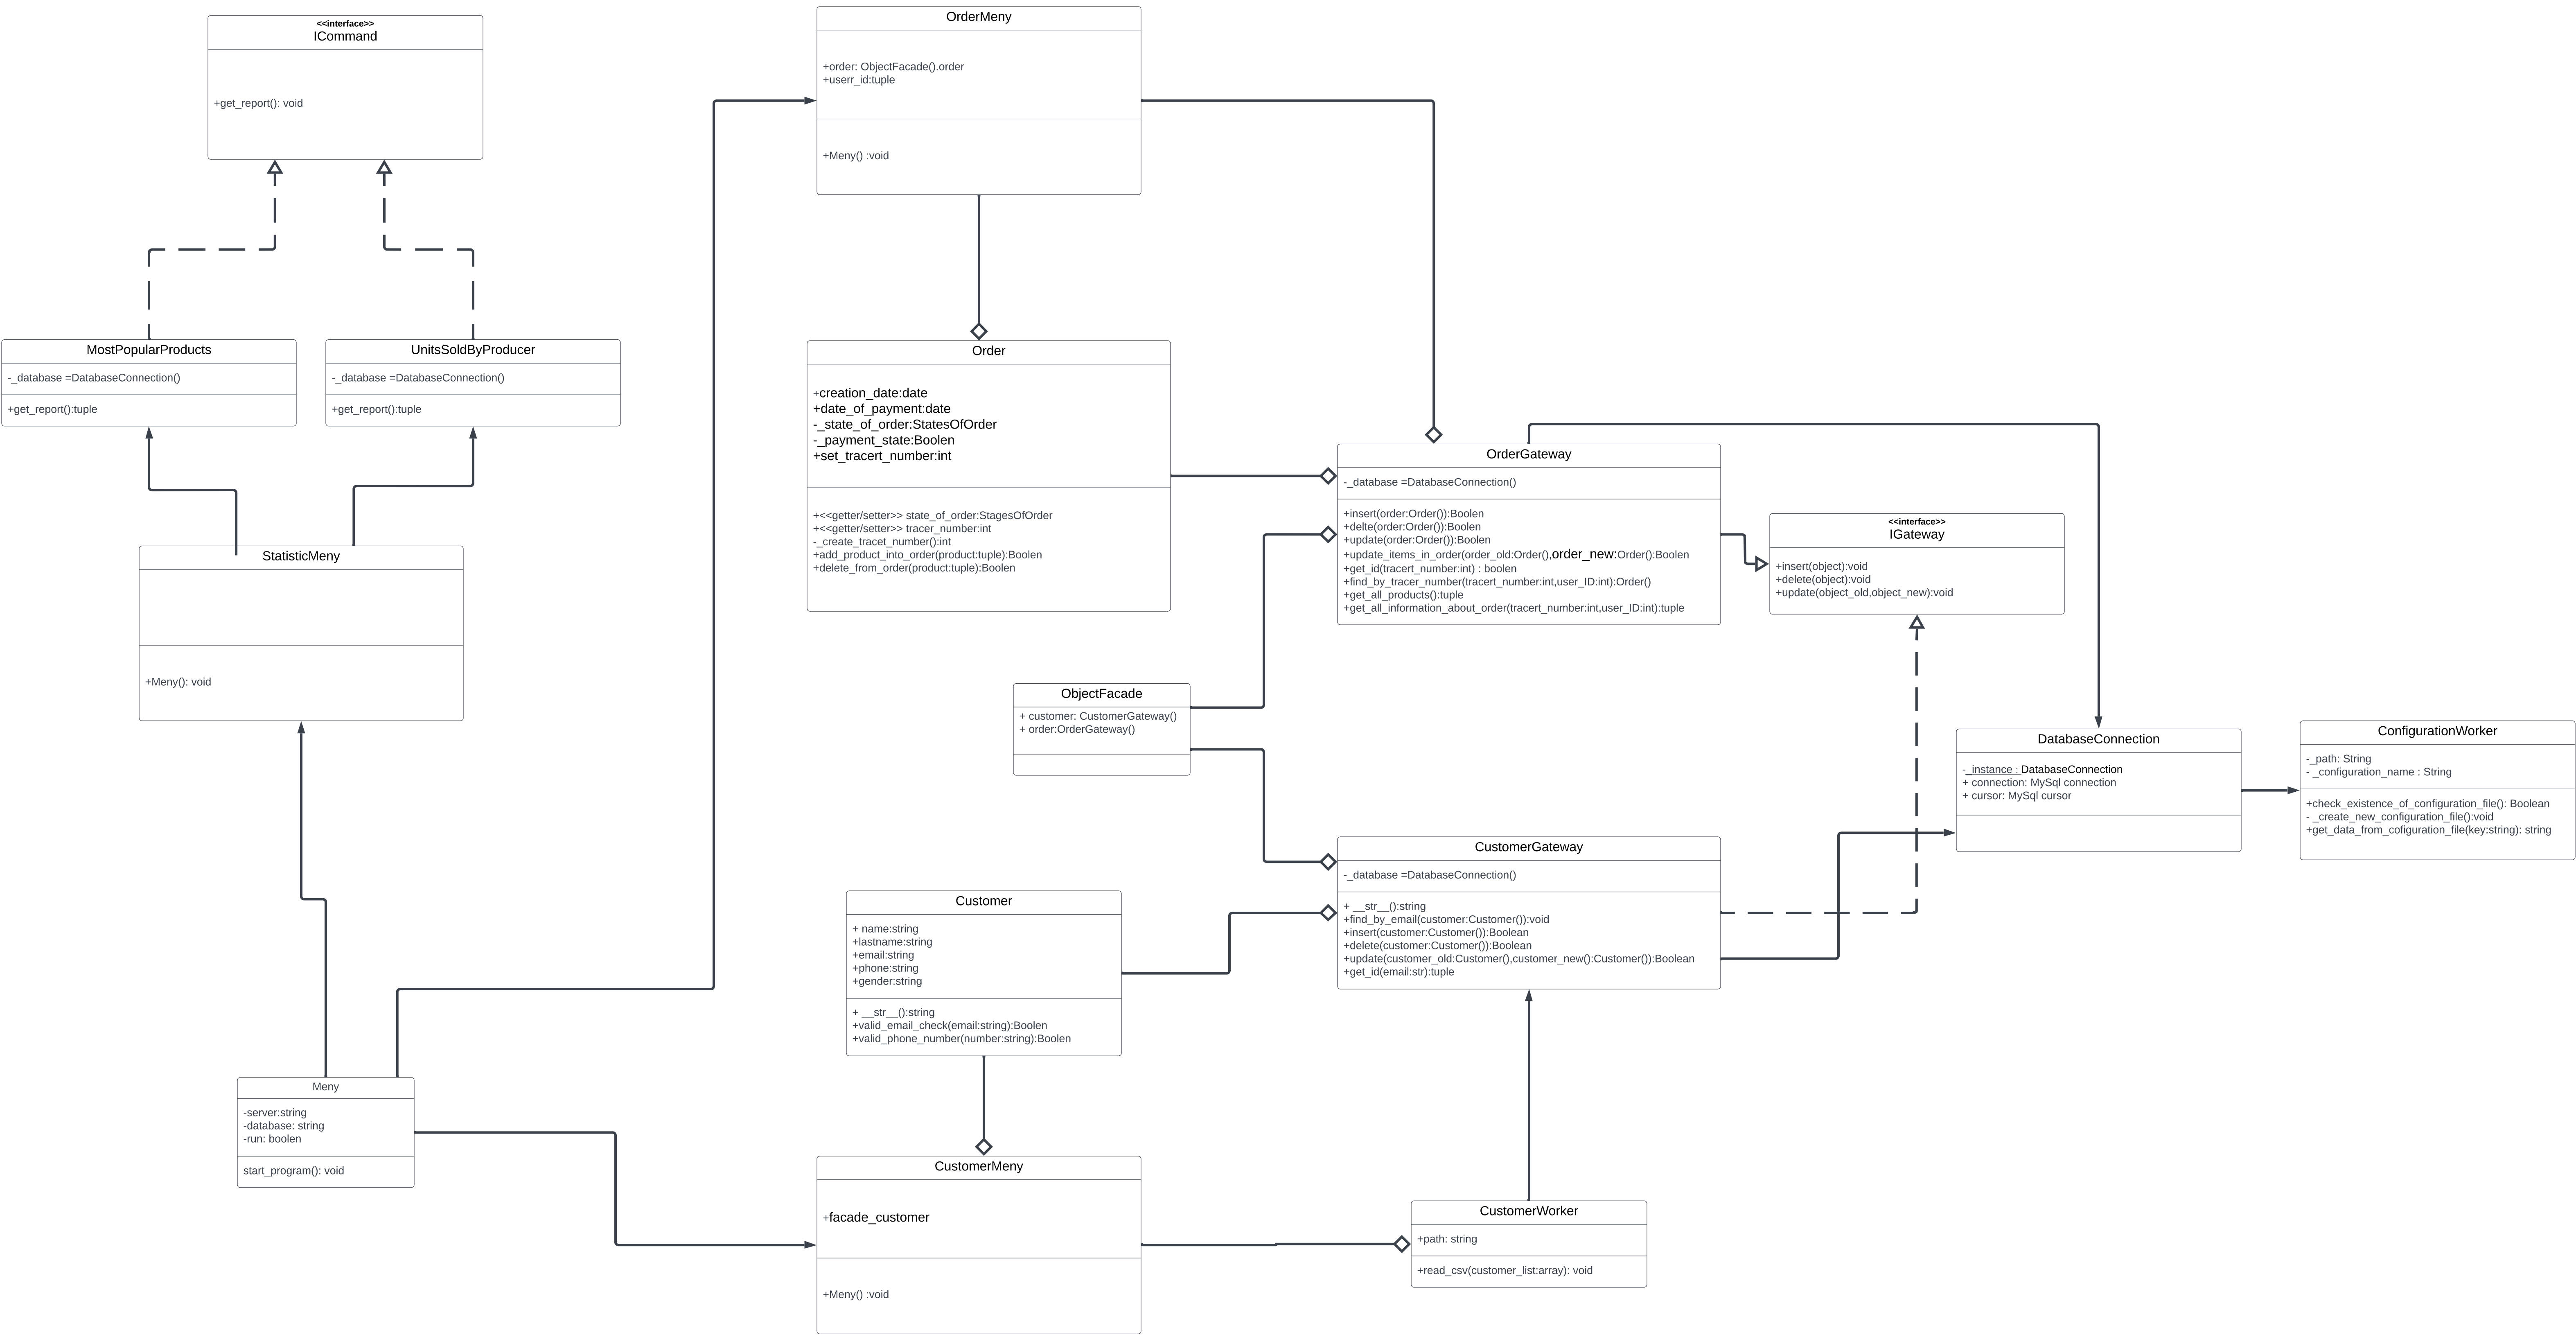 <<interface>>
ICommand
+get_report(): void
OrderMeny
+order: ObjectFacade().order
+userr_id:tuple
+Meny() :void
MostPopularProducts
-_database =DatabaseConnection()
+get_report():tuple
UnitsSoldByProducer
-_database =DatabaseConnection()
+get_report():tuple
Order
+creation_date:date
+date_of_payment:date
-_state_of_order:StatesOfOrder
-_payment_state:Boolen
+set_tracert_number:int
+<<getter/setter>> state_of_order:StagesOfOrder
+<<getter/setter>> tracer_number:int
-_create_tracet_number():int
+add_product_into_order(product:tuple):Boolen
+delete_from_order(product:tuple):Boolen
OrderGateway
-_database =DatabaseConnection()
+insert(order:Order()):Boolen
+delte(order:Order()):Boolen
+update(order:Order()):Boolen
+update_items_in_order(order_old:Order(),order_new:Order():Boolen
+get_id(tracert_number:int) : boolen
+find_by_tracer_number(tracert_number:int,user_ID:int):Order()
+get_all_products():tuple
+get_all_information_about_order(tracert_number:int,user_ID:int):tuple
<<interface>>
IGateway
+insert(object):void
+delete(object):void
+update(object_old,object_new):void
StatisticMeny
+Meny(): void
ObjectFacade
+ customer: CustomerGateway()
+ order:OrderGateway()
DatabaseConnection
-_instance : DatabaseConnection
+ connection: MySql connection
+ cursor: MySql cursor
ConfigurationWorker
-_path: String
- _configuration_name : String
+check_existence_of_configuration_file(): Boolean
- _create_new_configuration_file():void
+get_data_from_cofiguration_file(key:string): string
CustomerGateway
-_database =DatabaseConnection()
+ __str__():string
+find_by_email(customer:Customer()):void
+insert(customer:Customer()):Boolean
+delete(customer:Customer()):Boolean
+update(customer_old:Customer(),customer_new():Customer()):Boolean
+get_id(email:str):tuple
Customer
+ name:string
+lastname:string
+email:string
+phone:string
+gender:string
+ __str__():string
+valid_email_check(email:string):Boolen
+valid_phone_number(number:string):Boolen
Meny
-server:string
-database: string
-run: boolen
start_program(): void
CustomerMeny
+facade_customer
+Meny() :void
CustomerWorker
+path: string
+read_csv(customer_list:array): void